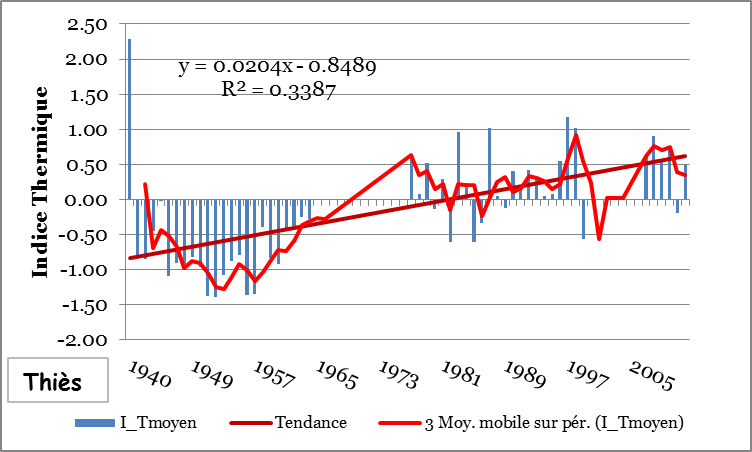 y = 0.0204x - 0.8489
R² = 0.3387
Indice Thermique
2.50
2.00
1.50
1.00
0.50
0.00
-0.50
-1.00
-1.50
-2.00
1940
1949
1957
1965
1973
1981
1989
1997
2005
Thiès
I_Tmoyen
Tendance
3 Moy. mobile sur pér. (I_Tmoyen)